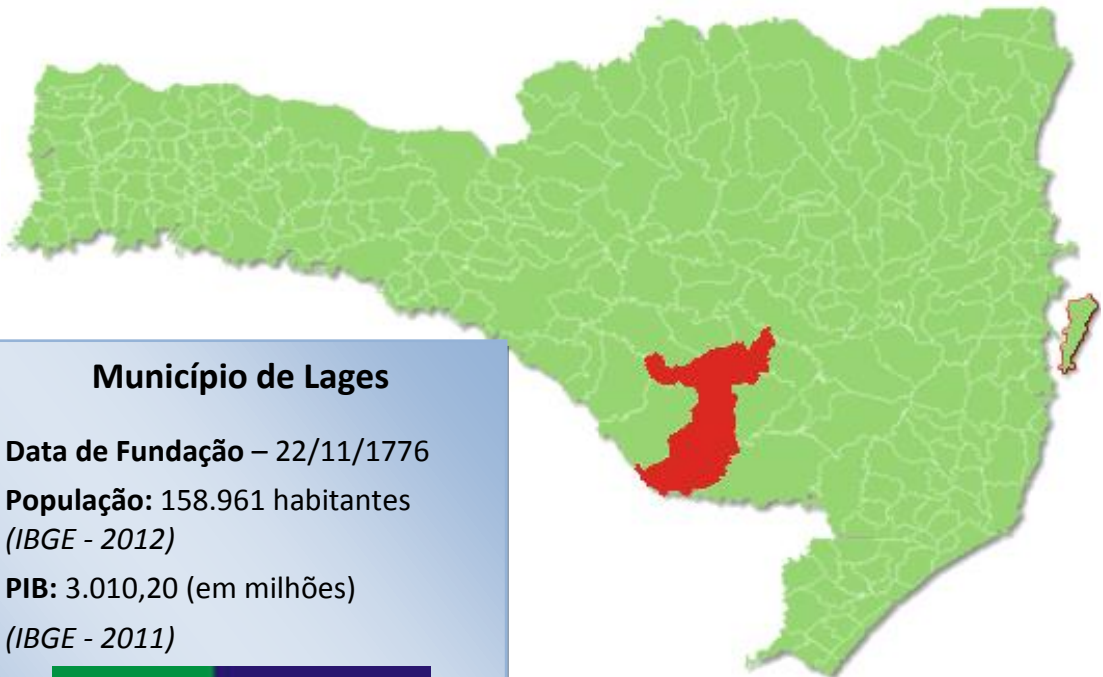 Município de Lages
Data de Fundação – 22/11/1776
População: 158.961 habitantes
(IBGE - 2012)
PIB: 3.010,20 (em milhões)
(IBGE - 2011)